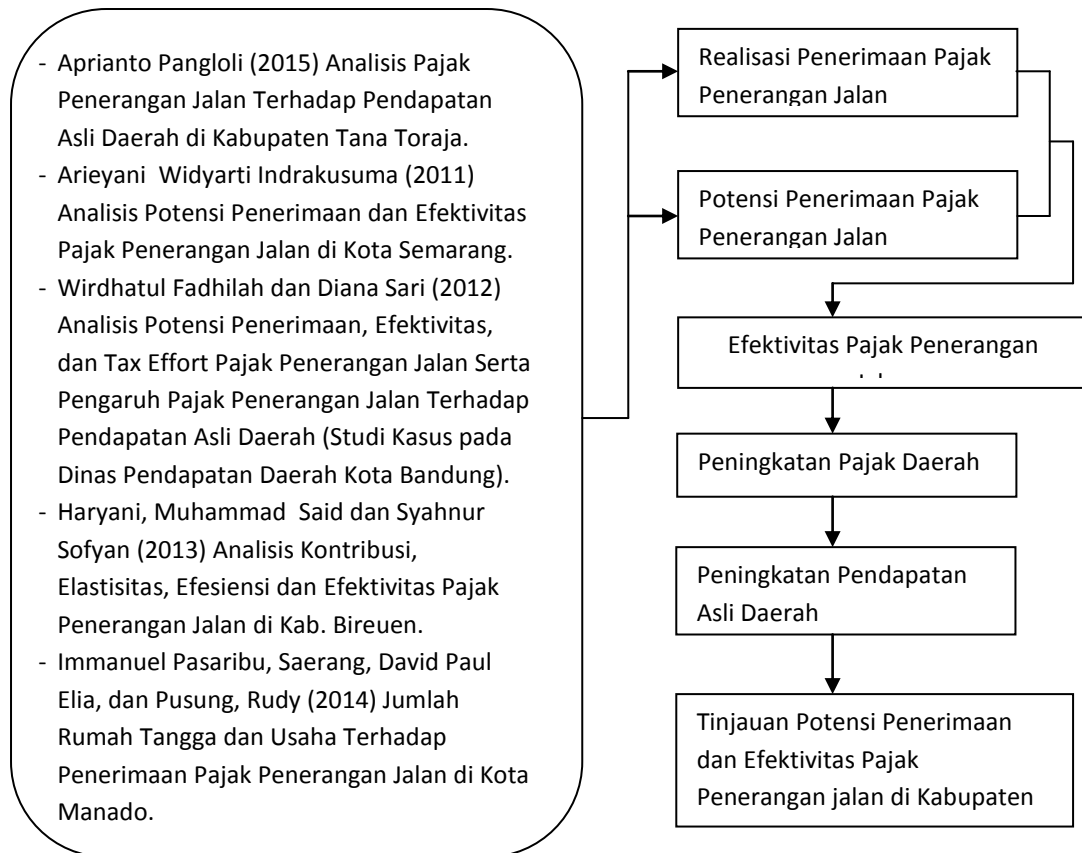 - Aprianto Pangloli (2015) Analisis Pajak
Penerangan Jalan Terhadap Pendapatan
Asli Daerah di Kabupaten Tana Toraja.
- Arieyani Widyarti Indrakusuma (2011)
Analisis Potensi Penerimaan dan Efektivitas
Pajak Penerangan Jalan di Kota Semarang.
- Wirdhatul Fadhilah dan Diana Sari (2012)
Analisis Potensi Penerimaan, Efektivitas,
dan Tax Effort Pajak Penerangan Jalan Serta
Pengaruh Pajak Penerangan Jalan Terhadap
Pendapatan Asli Daerah (Studi Kasus pada
Dinas Pendapatan Daerah Kota Bandung).
- Haryani, Muhammad Said dan Syahnur
Sofyan (2013) Analisis Kontribusi,
Elastisitas, Efesiensi dan Efektivitas Pajak
Penerangan Jalan di Kab. Bireuen.
- Immanuel Pasaribu, Saerang, David Paul
Elia, dan Pusung, Rudy (2014) Jumlah
Rumah Tangga dan Usaha Terhadap
Penerimaan Pajak Penerangan Jalan di Kota
Manado.
Realisasi Penerimaan Pajak
Penerangan Jalan
Potensi Penerimaan Pajak
Penerangan Jalan
Efektivitas Pajak Penerangan
Peningkatan Pajak Daerah
Peningkatan Pendapatan
Asli Daerah
Tinjauan Potensi Penerimaan
dan Efektivitas Pajak
Penerangan jalan di Kabupaten